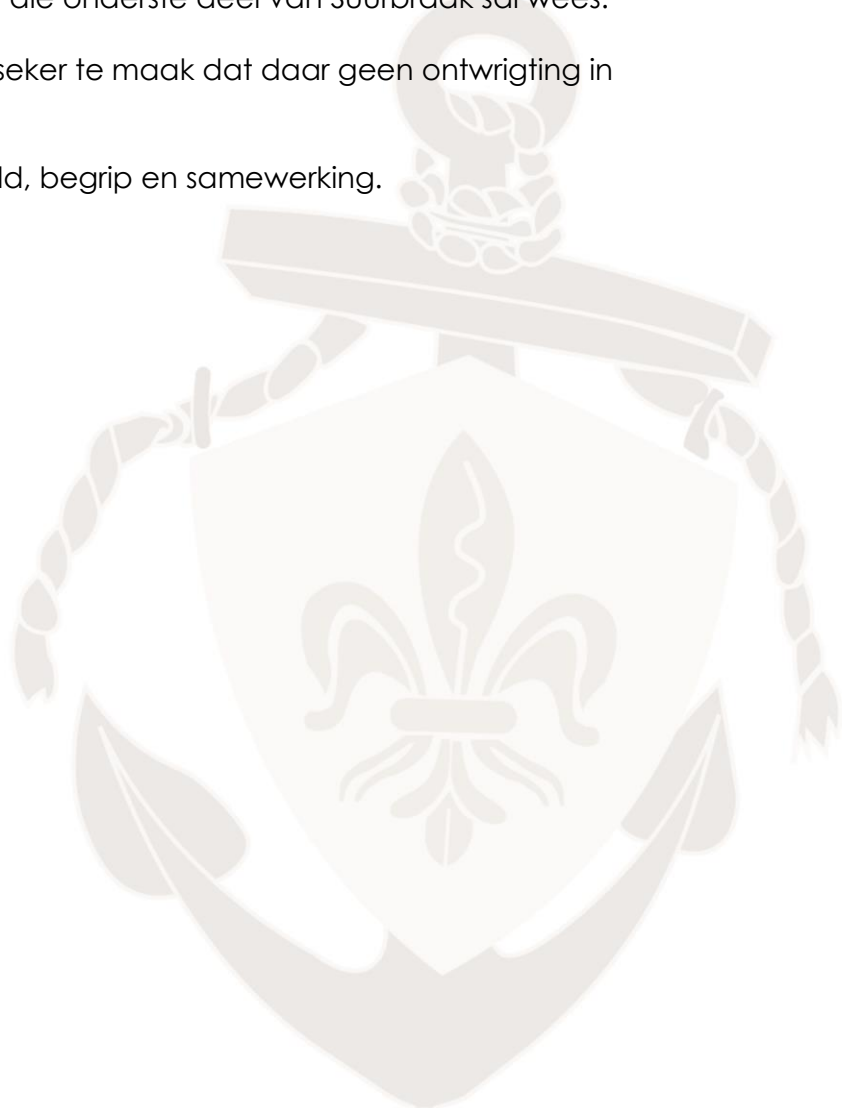 die onderste deel van Suurbraak sal wees.
seker te maak dat daar geen ontwrigting in
ld, begrip en samewerking.